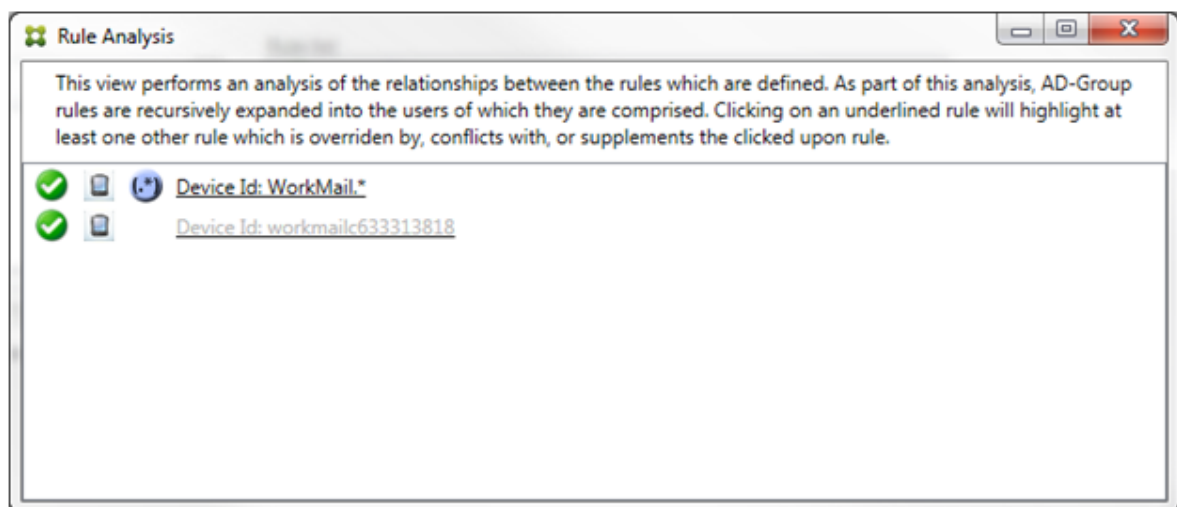 Rule Analysis
This view performs an analysis of the relationships between the rules which are defined. As part of this analysis, AD-Group
rules are recursively expanded into the users of which they are comprised. Clicking on an underlined rule will highlight at
least one other rule which is overriden by, conflicts with, or supplements the clicked upon rule.
(.*) Device Id: WorkMail.*
Device Id: workmailc633313818